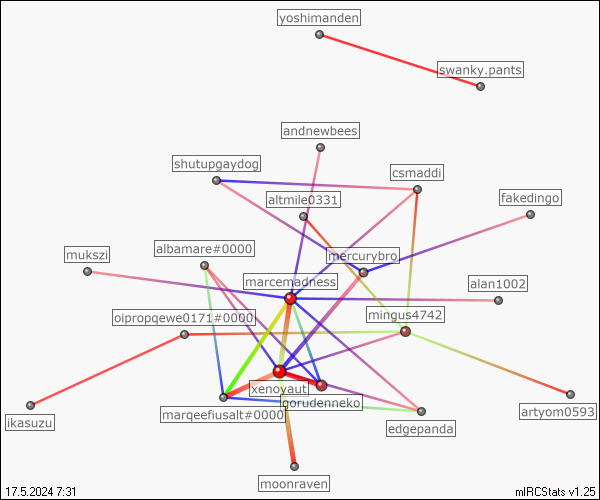 yoshimanden
swanky.pants
andnewbees
shutupgaydog
csmaddi
altmile0331
fakedingo
albamare#0000
mukszi
mercurybro
marcemadness
alan1002
oipropqewe0171#0000
mingus4742
xenoyaut
gorudenneko
marqeefiusalt#0000
artyom0593
ikasuzu
edgepanda
moonraven
17.5.2024 7:31
mIRCStats v1.25